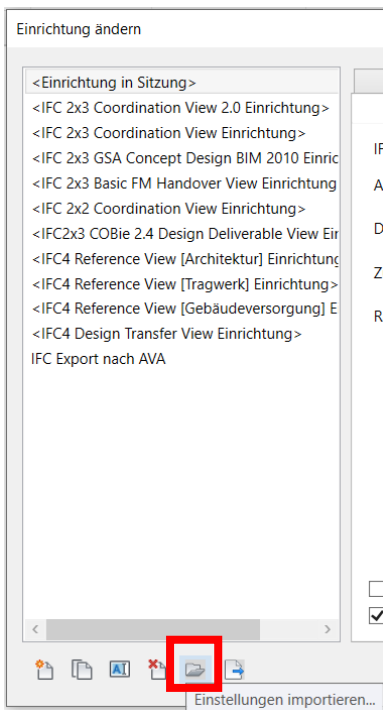 Einrichtung ändern
<Einrichtung in Sitzung>
<IFC 2x3 Coordination View 2.0 Einrichtung>
<IFC 2x3 Coordination View Einrichtung>
<IFC 2x3 GSA Concept Design BIM 2010 Einric
<IFC 2x3 Basic FM Handover View Einrichtung
<IFC 2x2 Coordination View Einrichtung>
<IFC2x3 COBie 2.4 Design Deliverable View Eir
<IFC4 Reference View [Architektur] Einrichtung
<IFC4 Reference View [Tragwerk] Einrichtung>
<IFC4 Reference View [Gebäudeversorgung] E
<IFC4 Design Transfer View Einrichtung>
IFC Export nach AVA
IF
A
D
Z
R
AI
Einstellungen importieren...